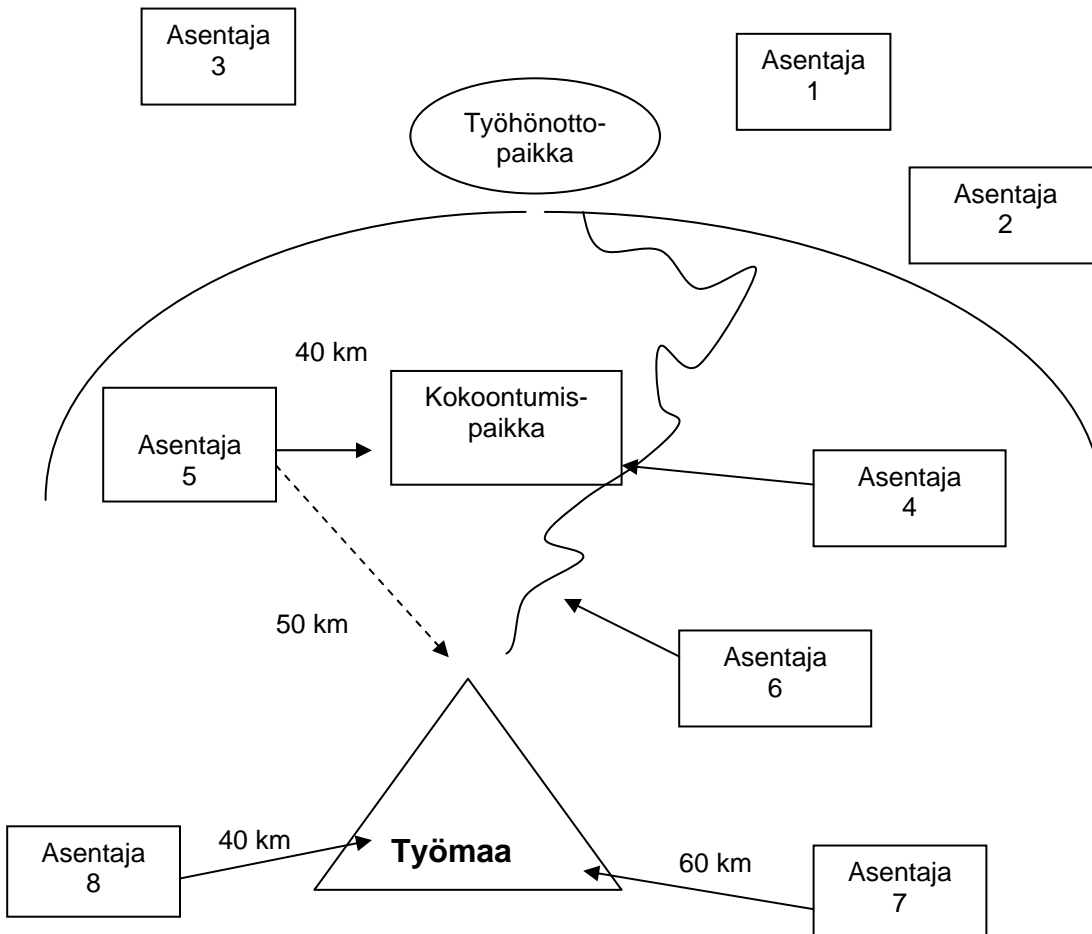 Asentaja
3
Asentaja
1
Työhönotto-
paikka
Asentaja
2
40 km
Kokoontumis-
paikka
Asentaja
5
Asentaja
4
50 km
Asentaja
6
Työmaa
40 km
Asentaja
8
60 km
Asentaja
7